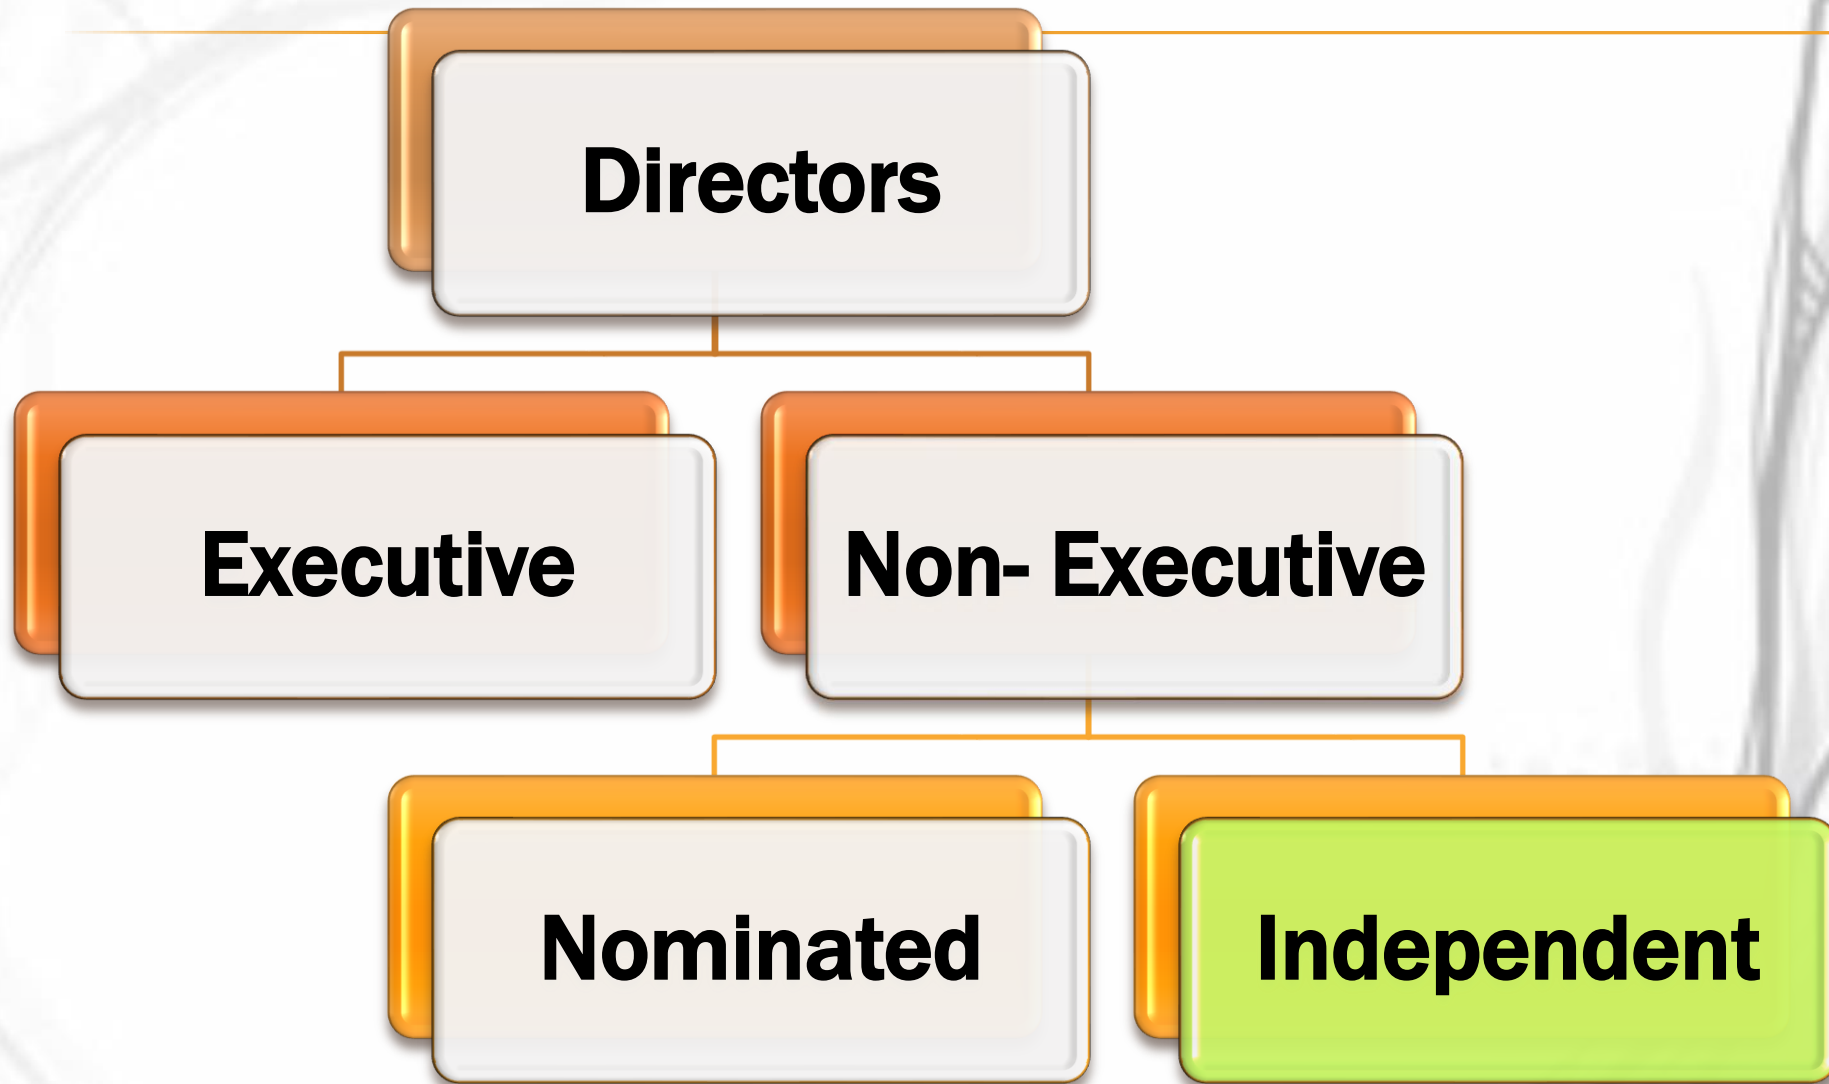 Directors
Executive
Non- Executive
Nominated
Independent